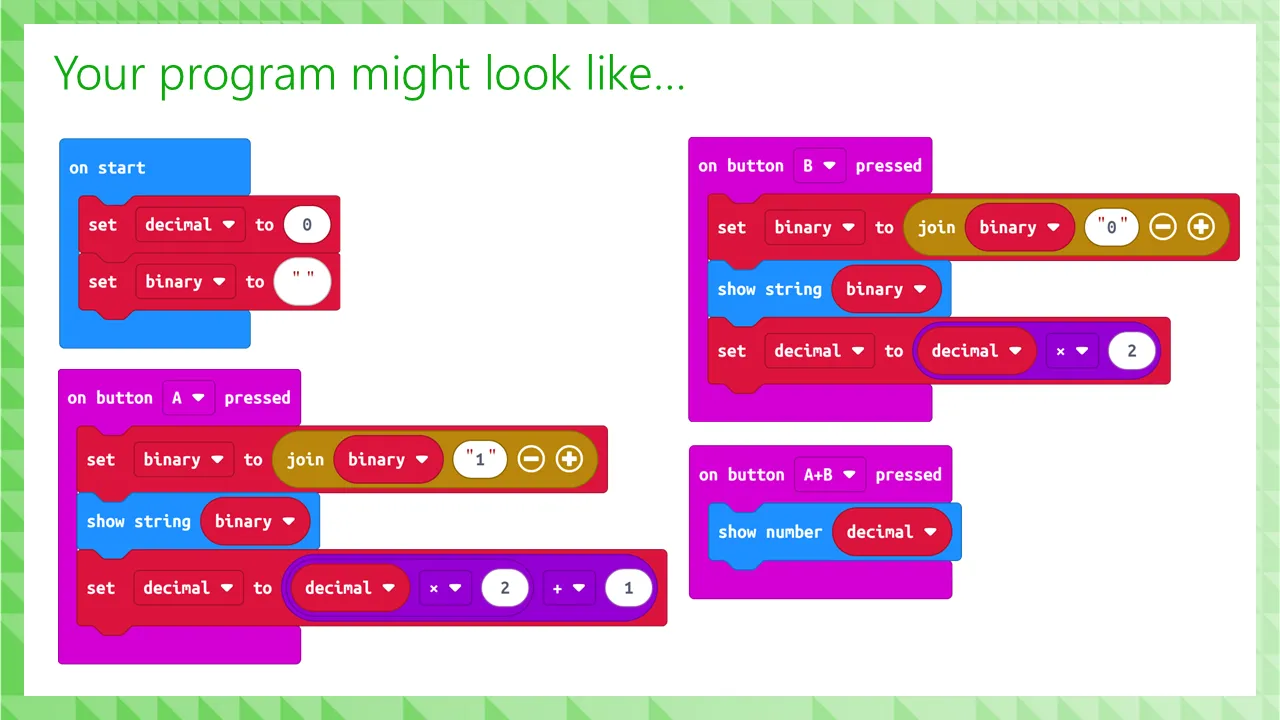 Your program might look like...
on start
set decimal to 0
set binary to " "
on button A pressed
set binary to join binary "1"
show string binary
set decimal to decimal × 2 + 1
on button B pressed
set binary to join binary "0"
show string binary
set decimal to decimal × 2
on button A+B pressed
show number decimal